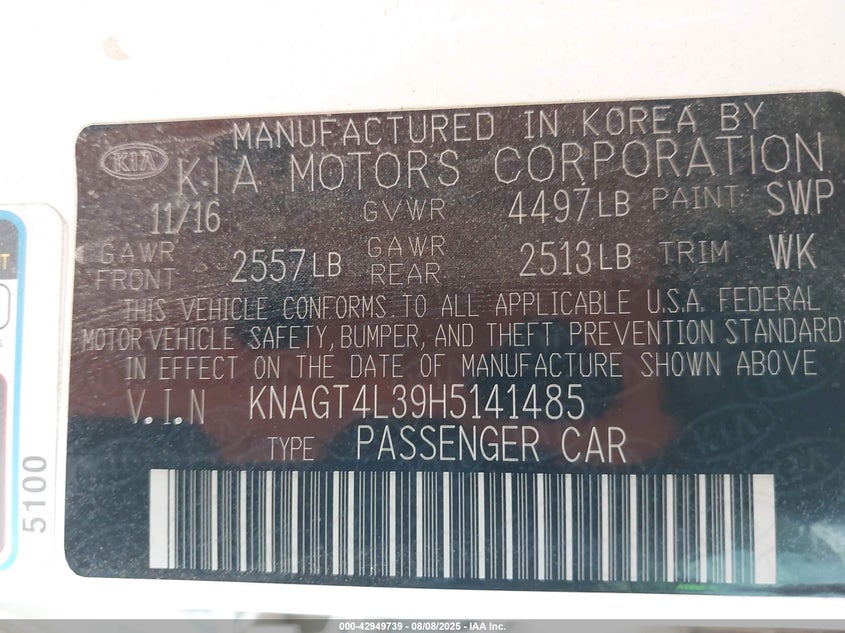 MANUFACTURED IN KOREA BY
KIA KIA MOTORS CORPORATION
11/16 GVWR 4497LB PAINT SWP
GAWR FRONT 2557LB GAWR REAR 2513LB TRIM WK
THIS VEHICLE CONFORMS TO ALL APPLICABLE U.S.A. FEDERAL
MOTOR VEHICLE SAFETY, BUMPER, AND THEFT PREVENTION STANDARD
IN EFFECT ON THE DATE OF MANUFACTURE SHOWN ABOVE
V.I.N KNAGT4L39H5141485
TYPE PASSENGER CAR
5100
000-42949739 - 08/08/2025 - IAA Inc.